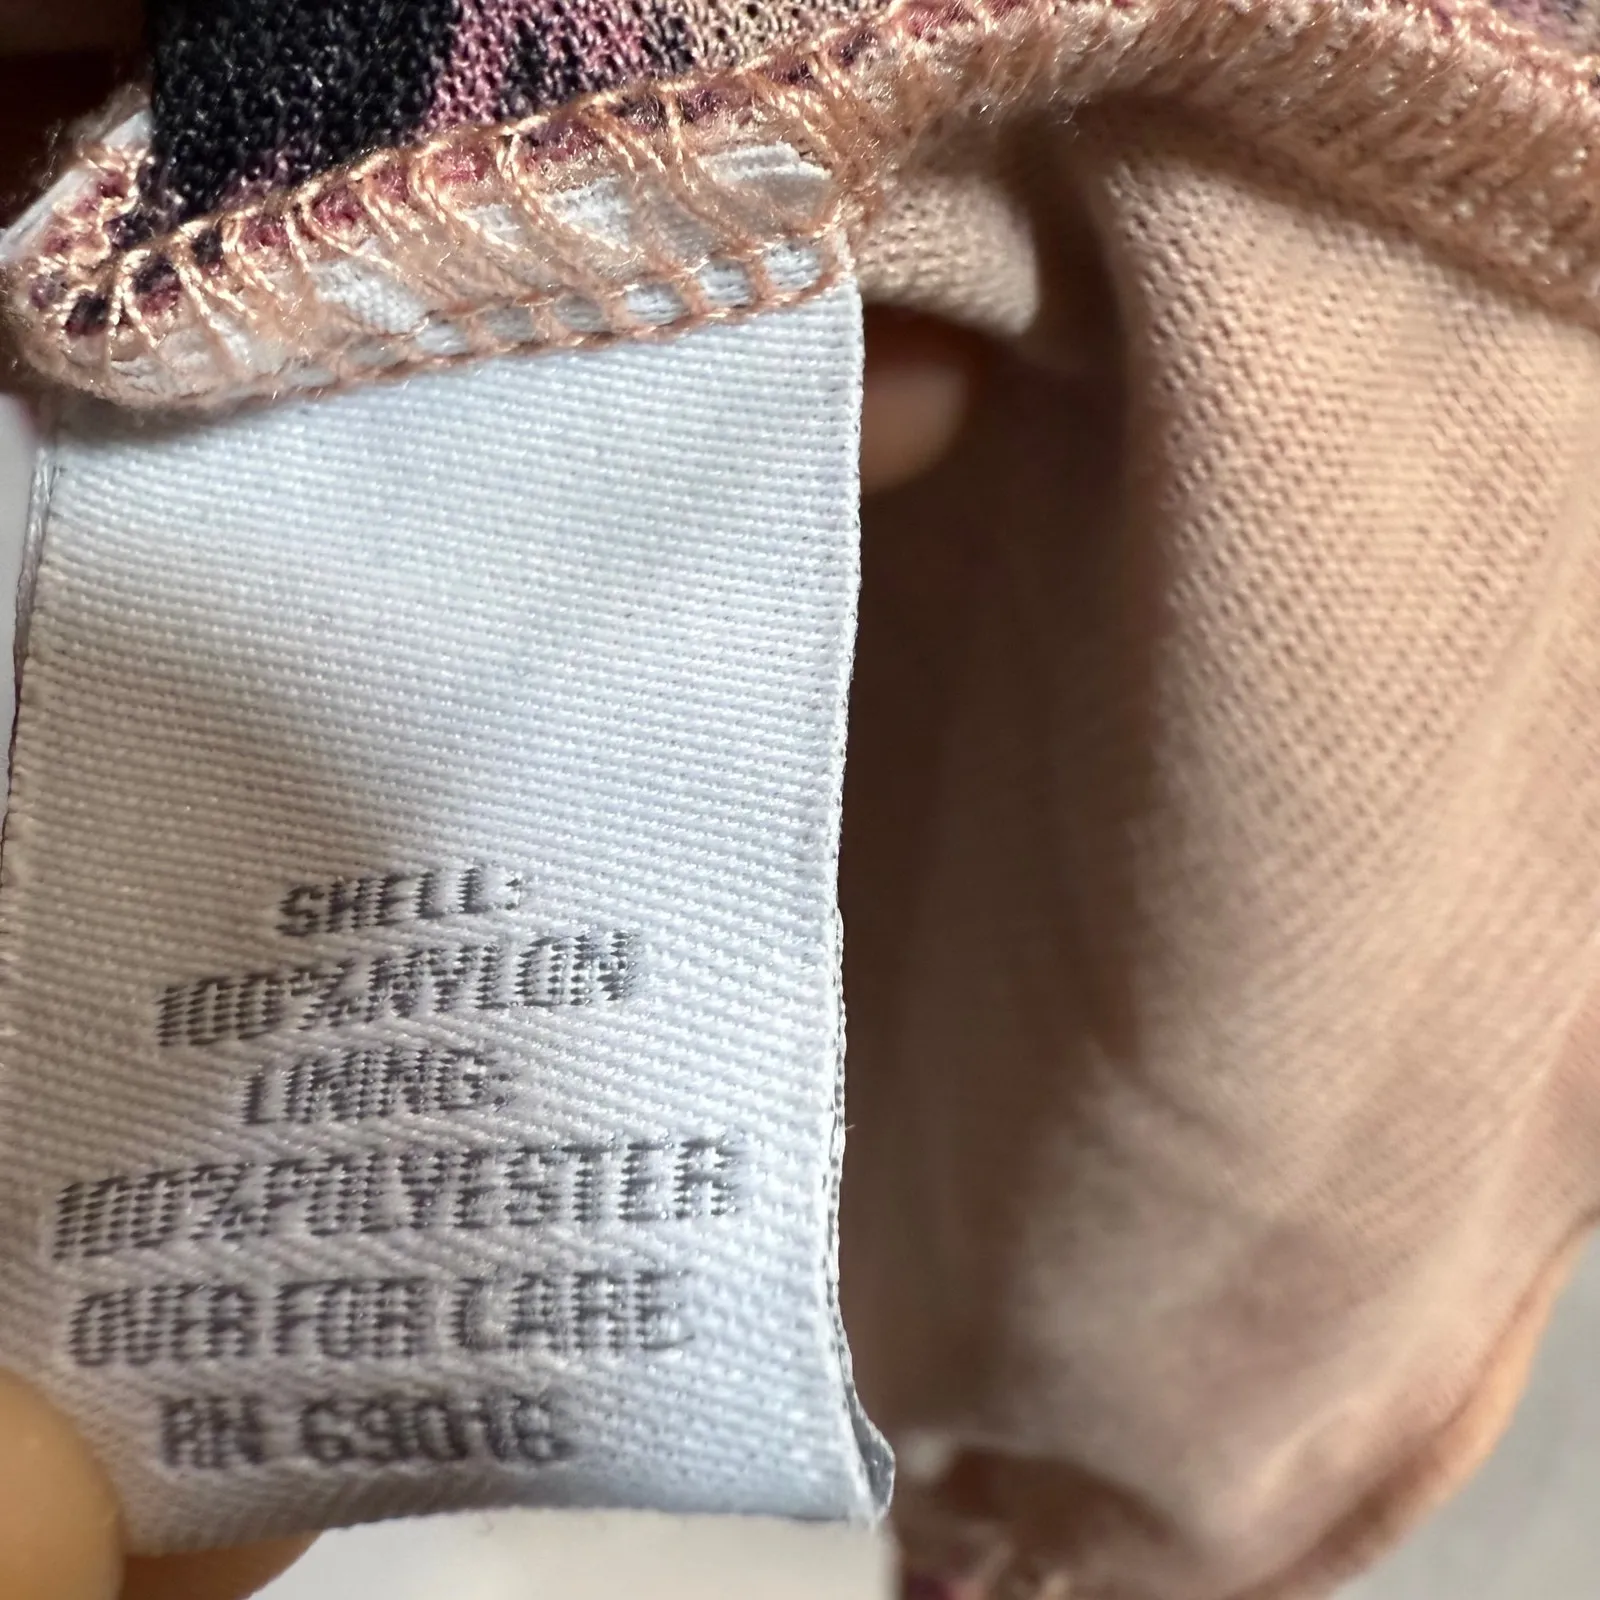 SHELL:
100%NYLON
LINING:
100%POLYESTER
OVER FOR CARE
RN 69016